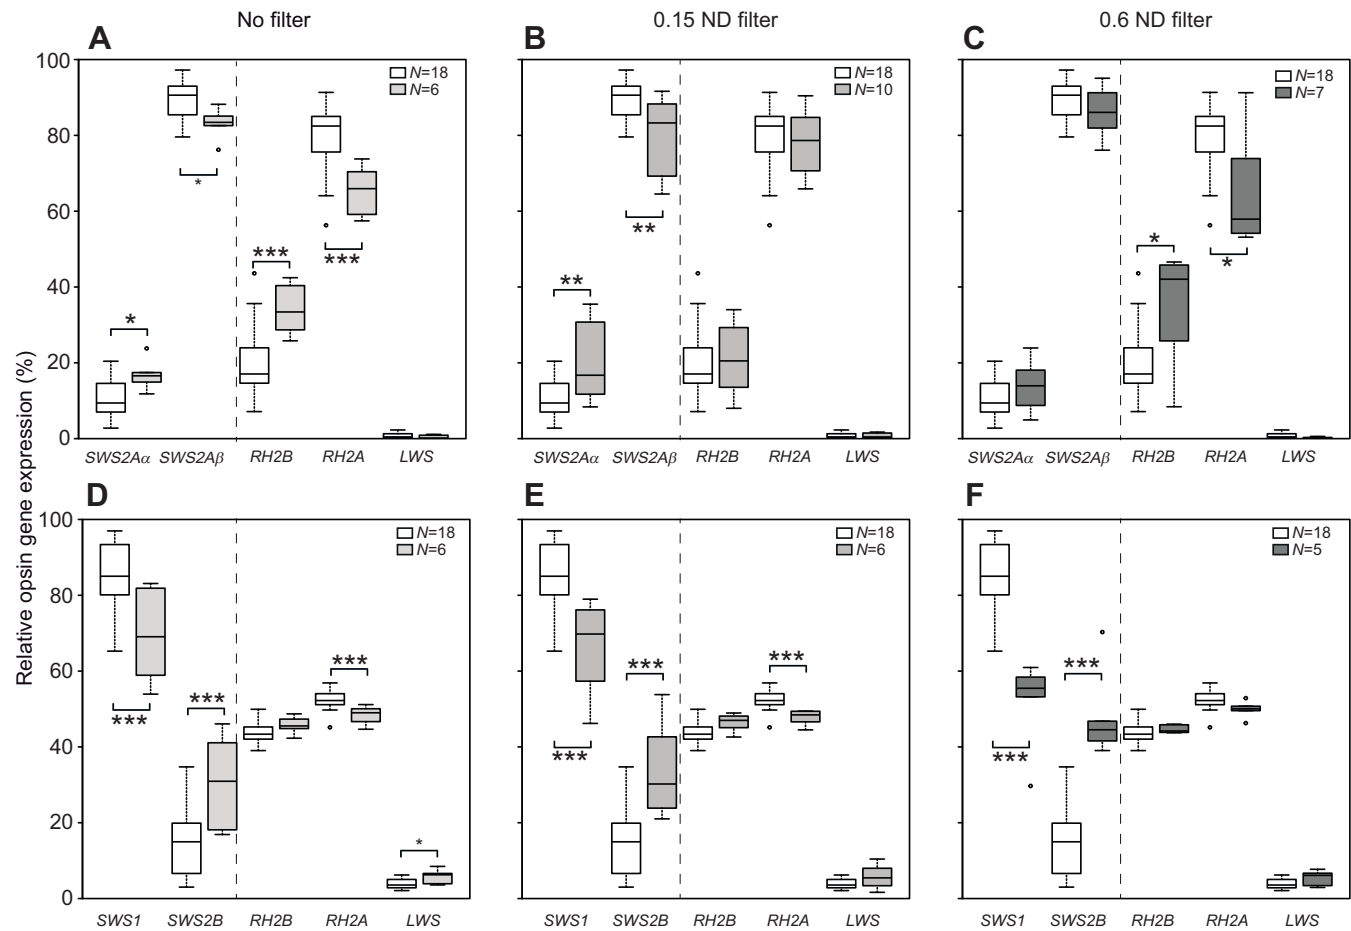 No filter
0.15 ND filter
0.6 ND filter
A
B
C
Relative opsin gene expression (%)
100
80
60
40
20
0
N=18
N=6
*
*
***
***
SWS2Aα SWS2Aβ RH2B RH2A LWS
N=18
N=10
**
**
SWS2Aα SWS2Aβ RH2B RH2A LWS
N=18
N=7
*
*
SWS2Aα SWS2Aβ RH2B RH2A LWS
D
E
F
100
80
60
40
20
0
N=18
N=6
***
***
***
*
SWS1 SWS2B RH2B RH2A LWS
N=18
N=6
***
***
***
SWS1 SWS2B RH2B RH2A LWS
N=18
N=5
***
***
SWS1 SWS2B RH2B RH2A LWS